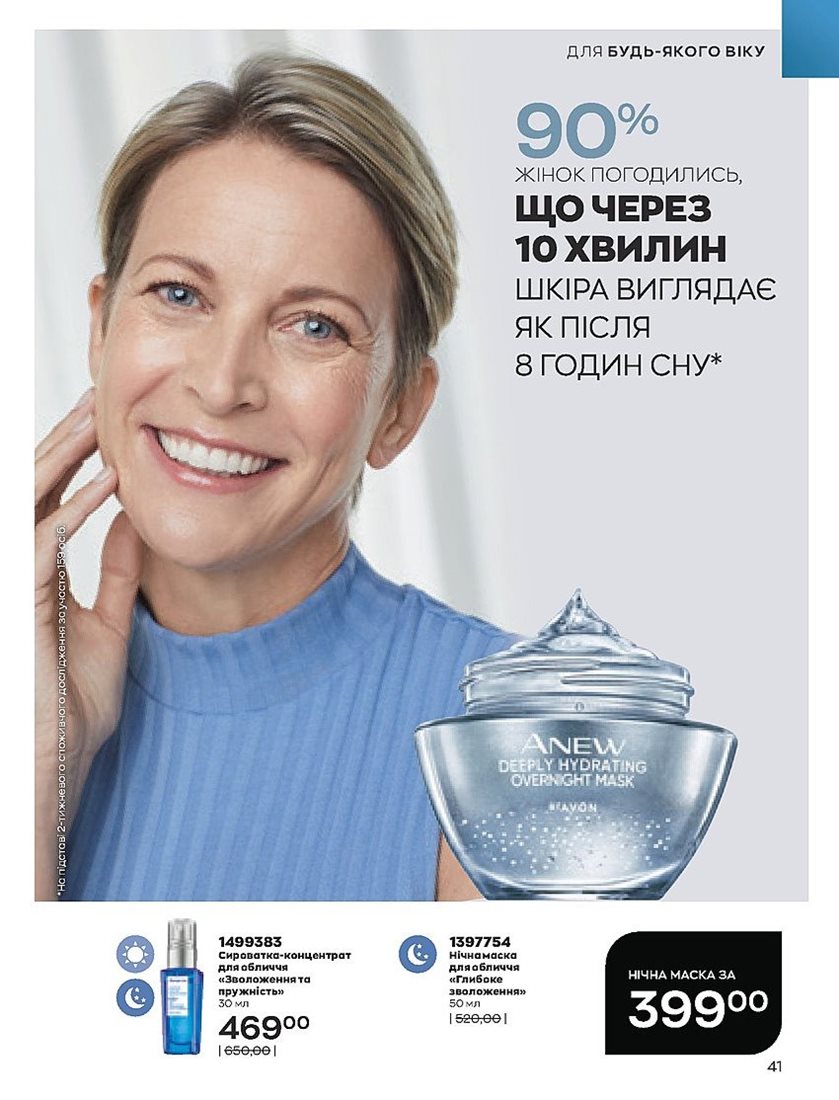 ДЛЯ БУДЬ-ЯКОГО ВІКУ
90%
ЖІНОК ПОГОДИЛИСЬ,
ЩО ЧЕРЕЗ
10 ХВИЛИН
ШКІРА ВИГЛЯДАЄ
ЯК ПІСЛЯ
8 ГОДИН СНУ*
*На підставі 2-тижневого споживчого дослідження за участю 159 осіб.
ANEW
DEEPLY HYDRATING
OVERNIGHT MASK
BY AVON
1499383
Сироватка-концентрат
для обличчя
«Зволоження та
пружність»
30 мл
46900
| 650,00 |
1397754
Нічна маска
для обличчя
«Глибоке
зволоження»
50 мл
| 520,00 |
НІЧНА МАСКА ЗА
39900
41